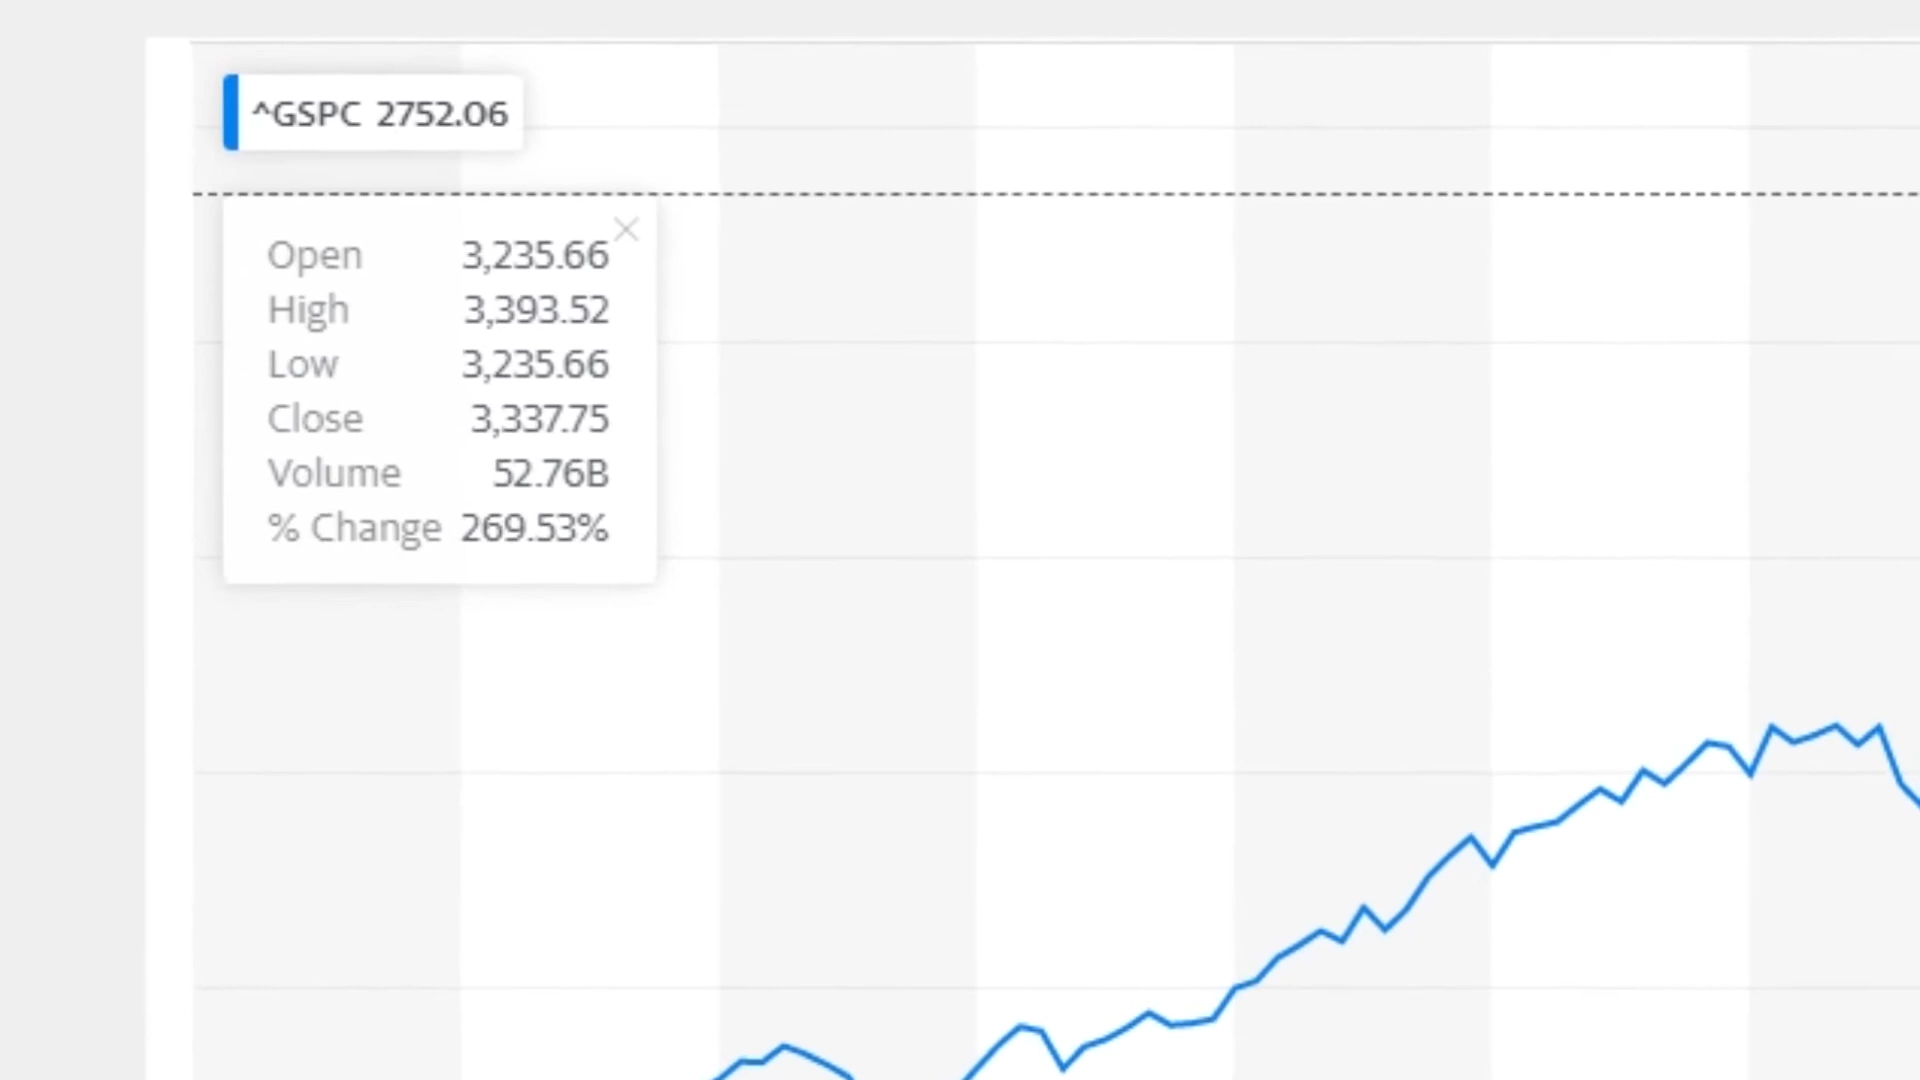 ^GSPC 2752.06
Open 3,235.66
High 3,393.52
Low 3,235.66
Close 3,337.75
Volume 52.76B
% Change 269.53%